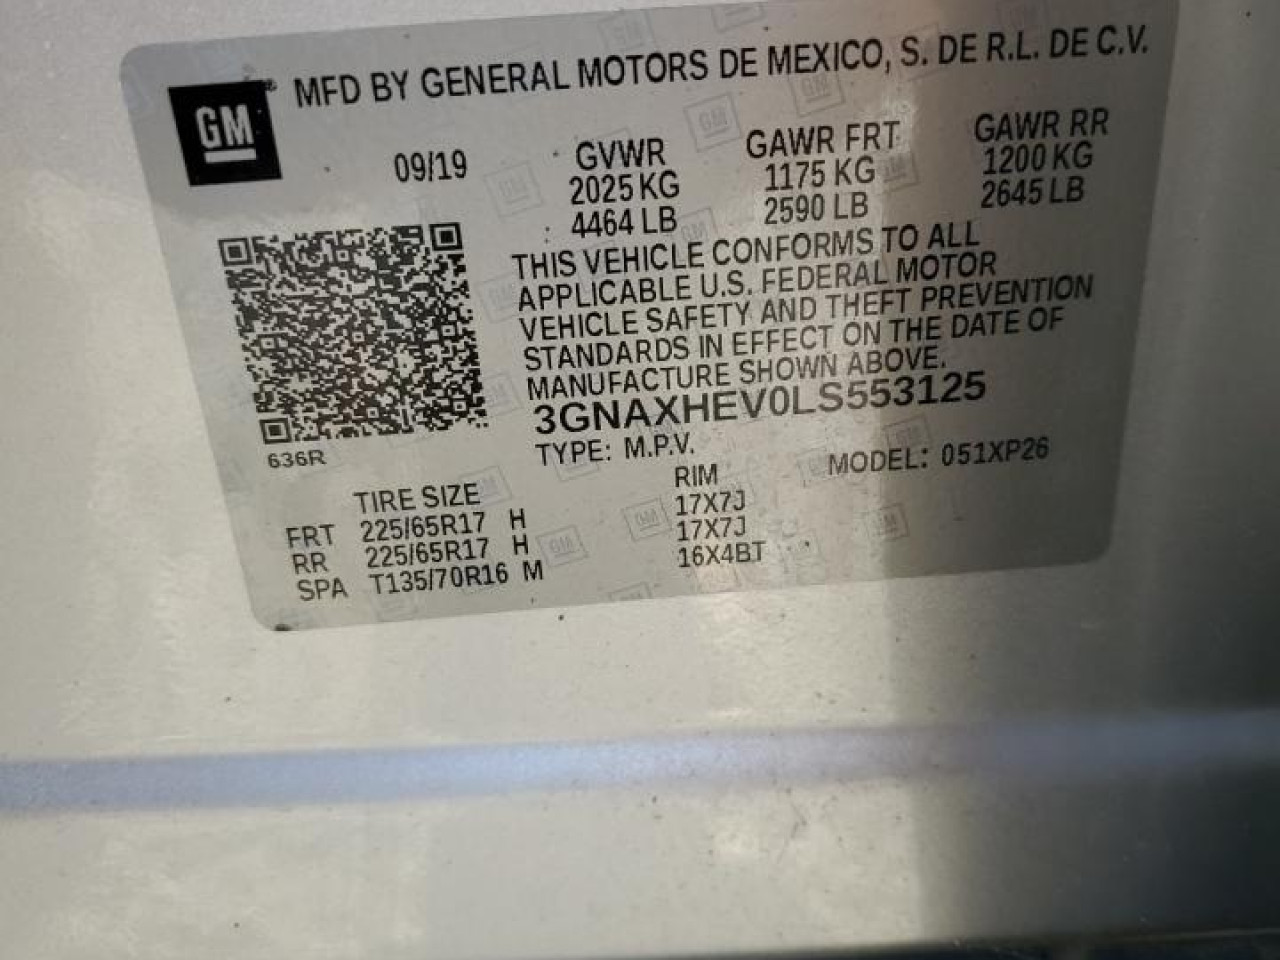 GM® MFD BY GENERAL MOTORS DE MEXICO, S. DE R.L. DE C.V.
09/19 GVWR GAWR FRT GAWR RR
2025 KG 1175 KG 1200 KG
4464 LB 2590 LB 2645 LB
THIS VEHICLE CONFORMS TO ALL
APPLICABLE U.S. FEDERAL MOTOR
VEHICLE SAFETY AND THEFT PREVENTION
STANDARDS IN EFFECT ON THE DATE OF
MANUFACTURE SHOWN ABOVE.
3GNAXHEV0LS553125
636R TYPE: M.P.V. MODEL: 051XP26
TIRE SIZE RIM
FRT 225/65R17 H 17X7J
RR 225/65R17 H 17X7J
SPA T135/70R16 M 16X4BT